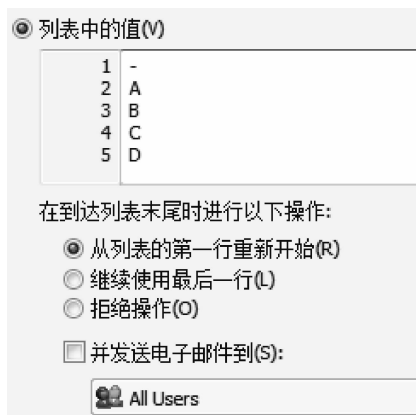 列表中的值(V)
1 -
2 A
3 B
4 C
5 D
在到达列表末尾时进行以下操作:
从列表的第一行重新开始(R)
继续使用最后一行(L)
拒绝操作(O)
并发送电子邮件到(S):
All Users